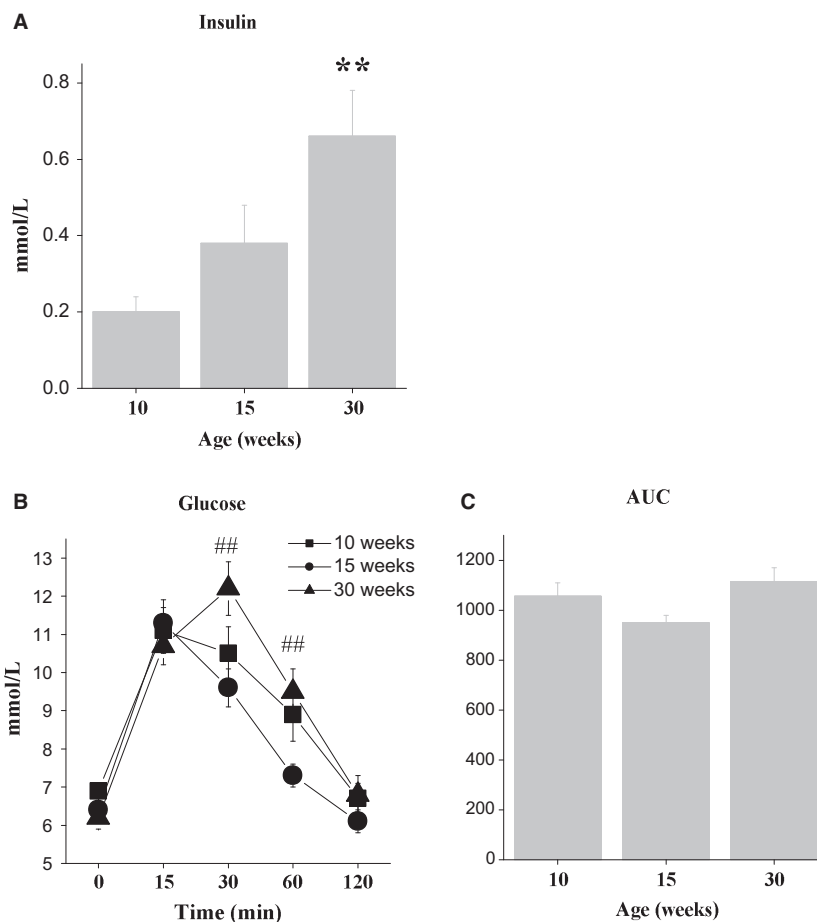 A
Insulin
**
0.8
0.6
0.4
0.2
0.0
mmol/L
10 15 30
Age (weeks)
B
Glucose
10 weeks
15 weeks
30 weeks
##
##
13
12
11
10
9
8
7
6
5
mmol/L
0 15 30 60 120
Time (min)
C
AUC
1200
1000
800
600
400
200
0
10 15 30
Age (weeks)